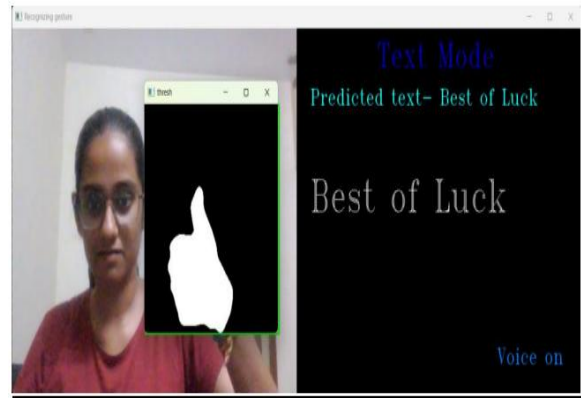 Recognizing gesture
thresh
Text Mode
Predicted text- Best of Luck
Best of Luck
Voice on